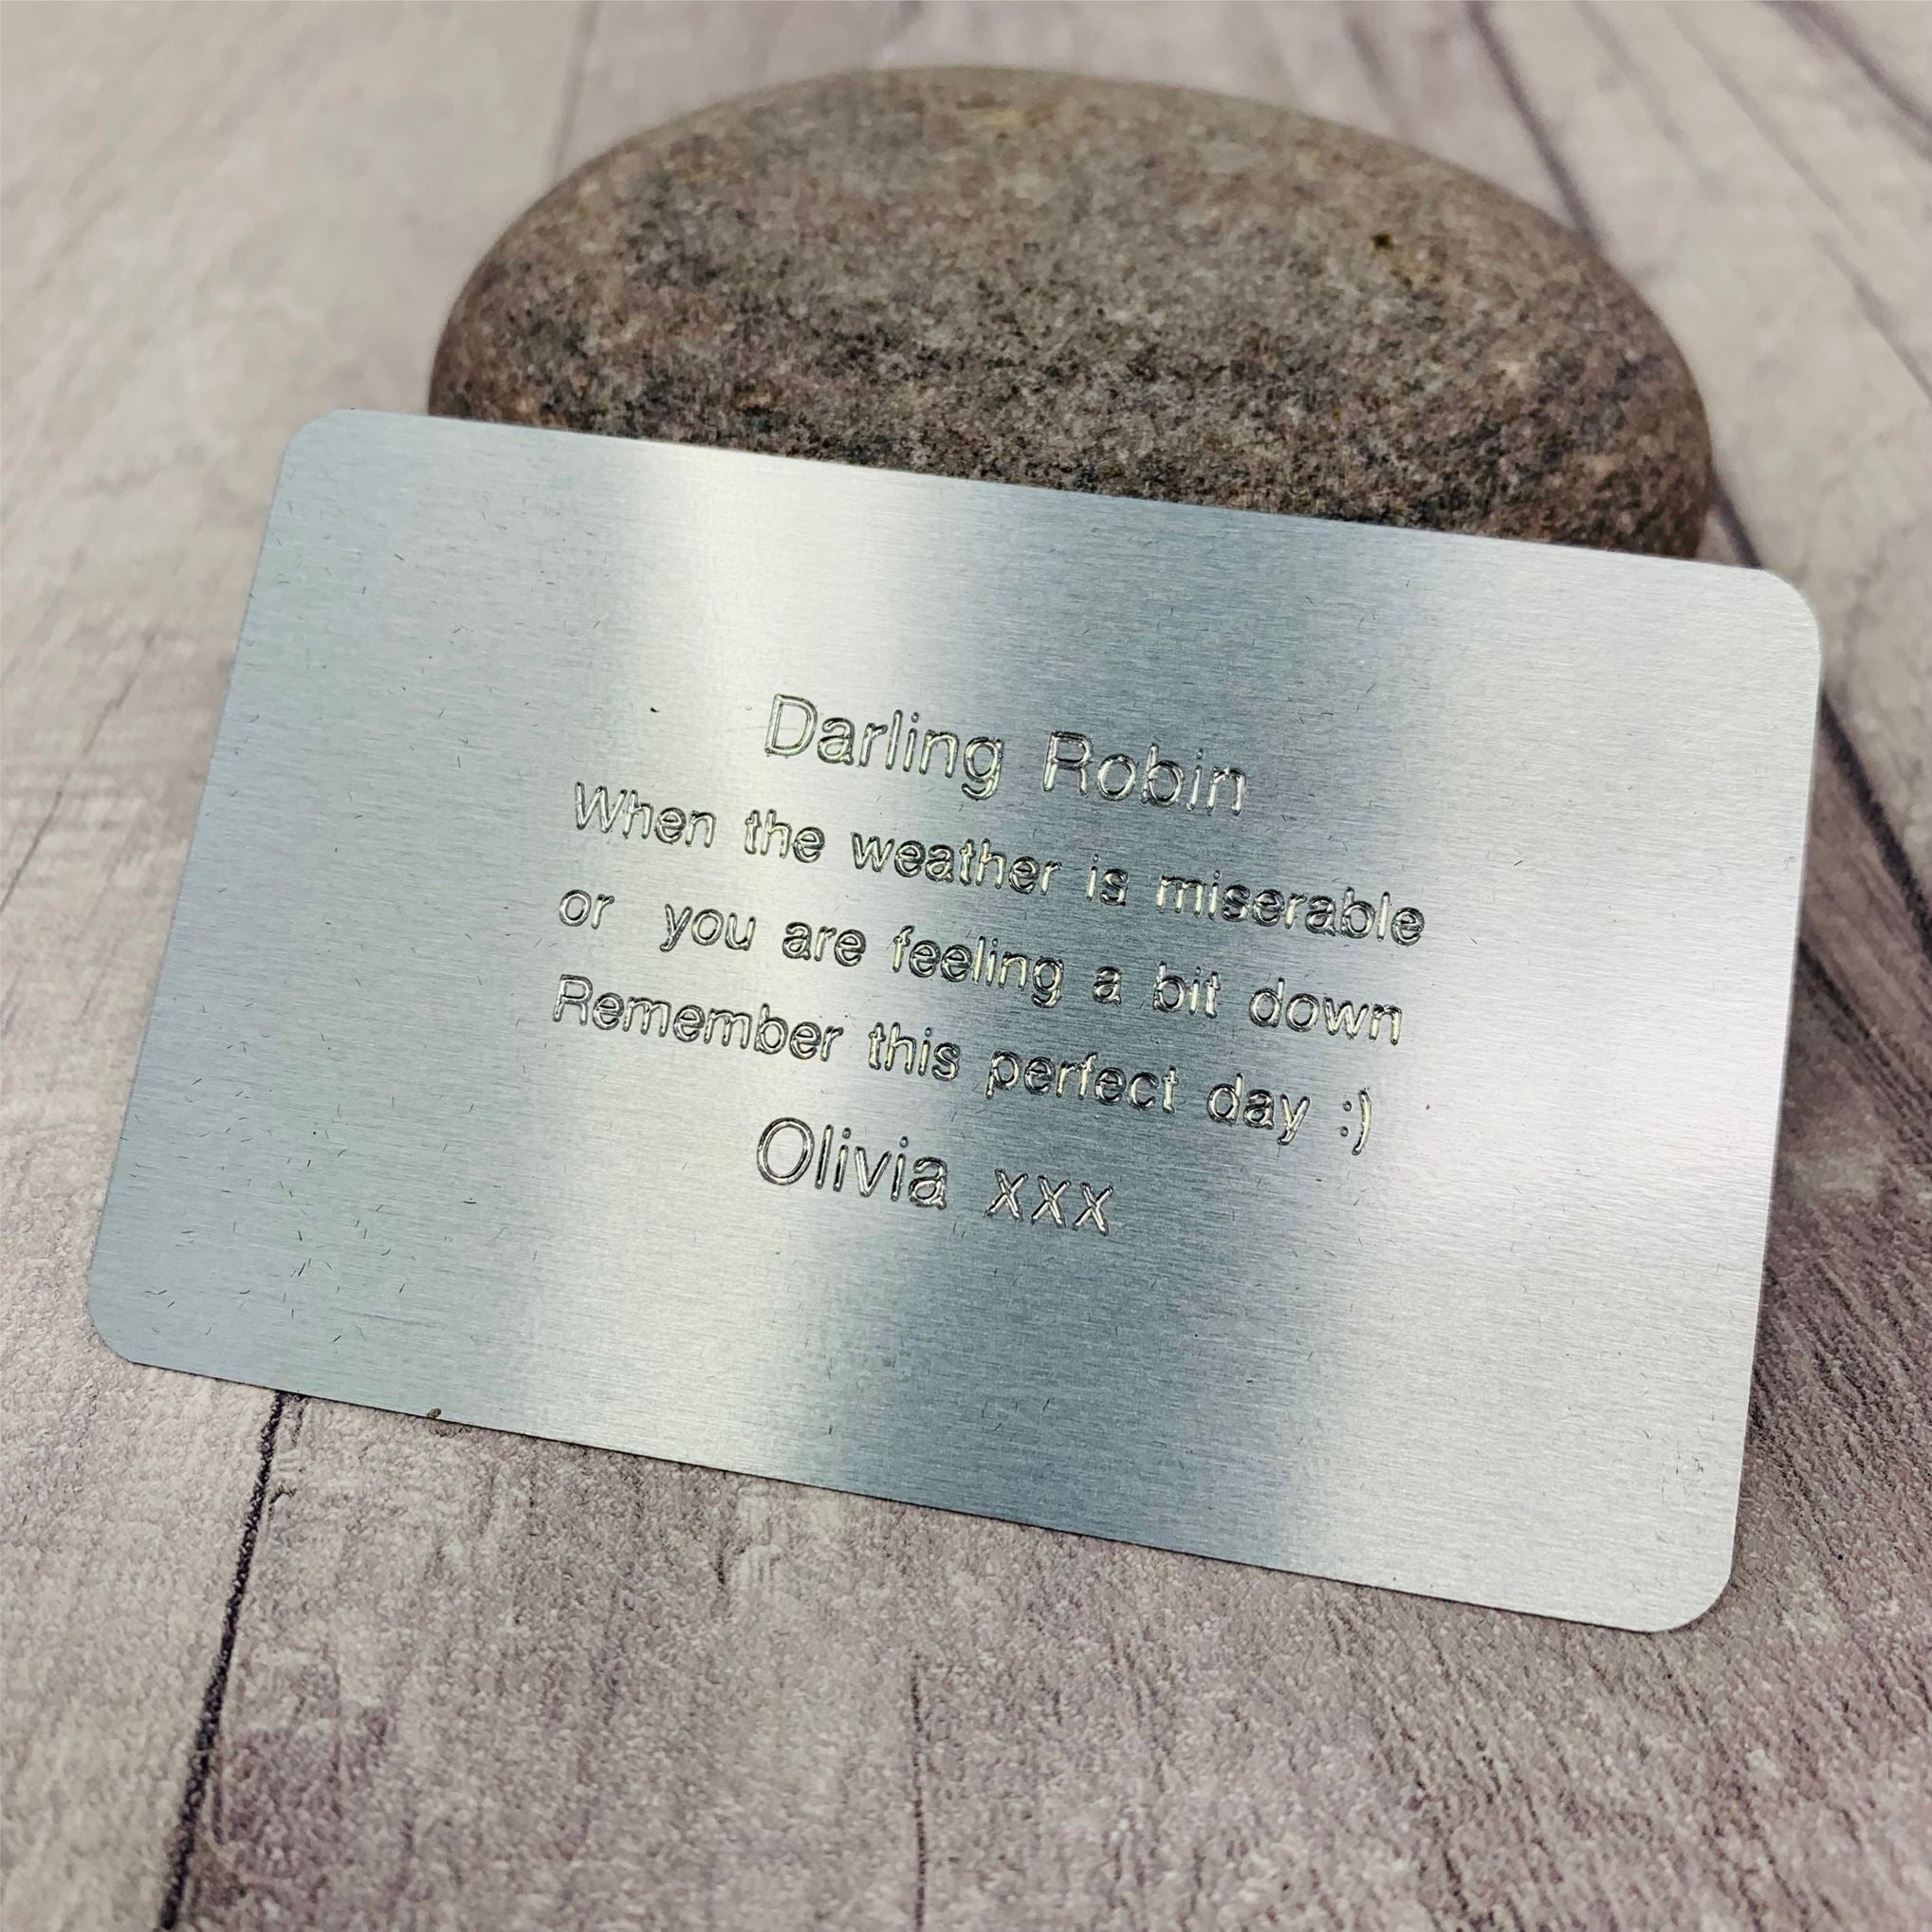 Darling Robin
When the weather is miserable
or  you are feeling a bit down
Remember this perfect day :)
Olivia xxx